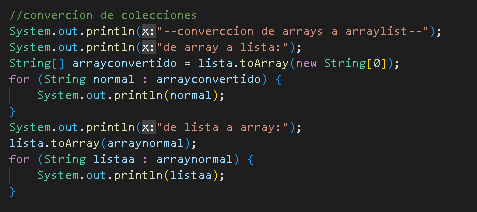 //convercion de colecciones
System.out.println(x:"--converccion de arrays a arraylist--");
System.out.println(x:"de array a lista:");
String[] arrayconvertido = lista.toArray(new String[0]);
for (String normal : arrayconvertido) {
System.out.println(normal);
}
System.out.println(x:"de lista a array:");
lista.toArray(arraynormal);
for (String listaa : arraynormal) {
System.out.println(listaa);
}